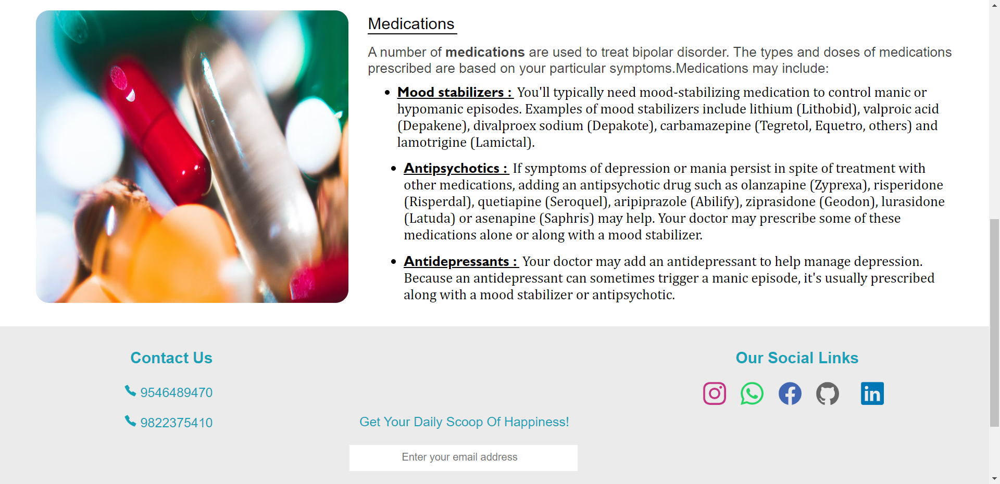 Medications
A number of medications are used to treat bipolar disorder. The types and doses of medications
prescribed are based on your particular symptoms.Medications may include:
Mood stabilizers : You'll typically need mood-stabilizing medication to control manic or
hypomanic episodes. Examples of mood stabilizers include lithium (Lithobid), valproic acid
(Depakene), divalproex sodium (Depakote), carbamazepine (Tegretol, Equetro, others) and
lamotrigine (Lamictal).
Antipsychotics : If symptoms of depression or mania persist in spite of treatment with
other medications, adding an antipsychotic drug such as olanzapine (Zyprexa), risperidone
(Risperdal), quetiapine (Seroquel), aripiprazole (Abilify), ziprasidone (Geodon), lurasidone
(Latuda) or asenapine (Saphris) may help. Your doctor may prescribe some of these
medications alone or along with a mood stabilizer.
Antidepressants : Your doctor may add an antidepressant to help manage depression.
Because an antidepressant can sometimes trigger a manic episode, it's usually prescribed
along with a mood stabilizer or antipsychotic.
Contact Us
9546489470
9822375410
Get Your Daily Scoop Of Happiness!
Enter your email address
Our Social Links
in